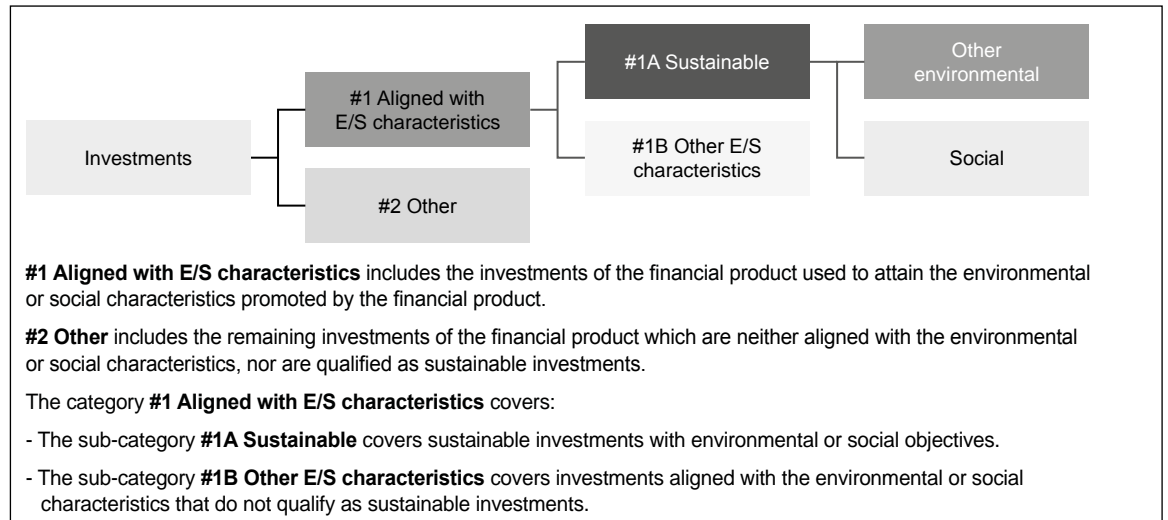 Investments
#1 Aligned with
E/S characteristics
#2 Other
#1A Sustainable
#1B Other E/S
characteristics
Other
environmental
Social
#1 Aligned with E/S characteristics includes the investments of the financial product used to attain the environmental
or social characteristics promoted by the financial product.
#2 Other includes the remaining investments of the financial product which are neither aligned with the environmental
or social characteristics, nor are qualified as sustainable investments.
The category #1 Aligned with E/S characteristics covers:
- The sub-category #1A Sustainable covers sustainable investments with environmental or social objectives.
- The sub-category #1B Other E/S characteristics covers investments aligned with the environmental or social
characteristics that do not qualify as sustainable investments.